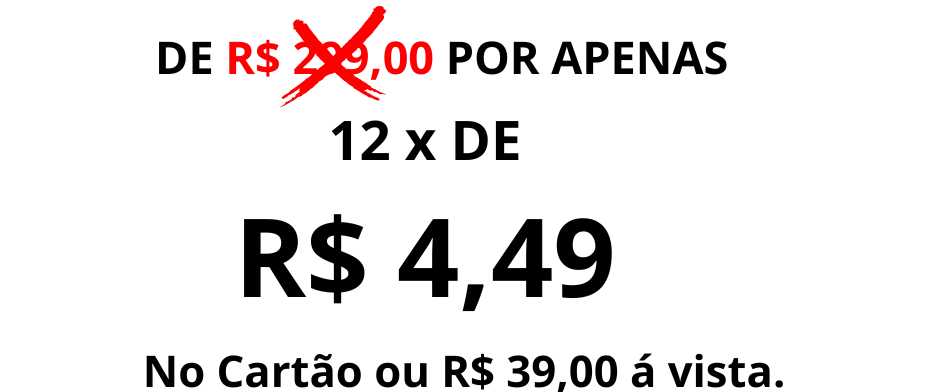 DE R$ 299,00 POR APENAS
12 x DE
R$ 4,49
No Cartão ou R$ 39,00 á vista.